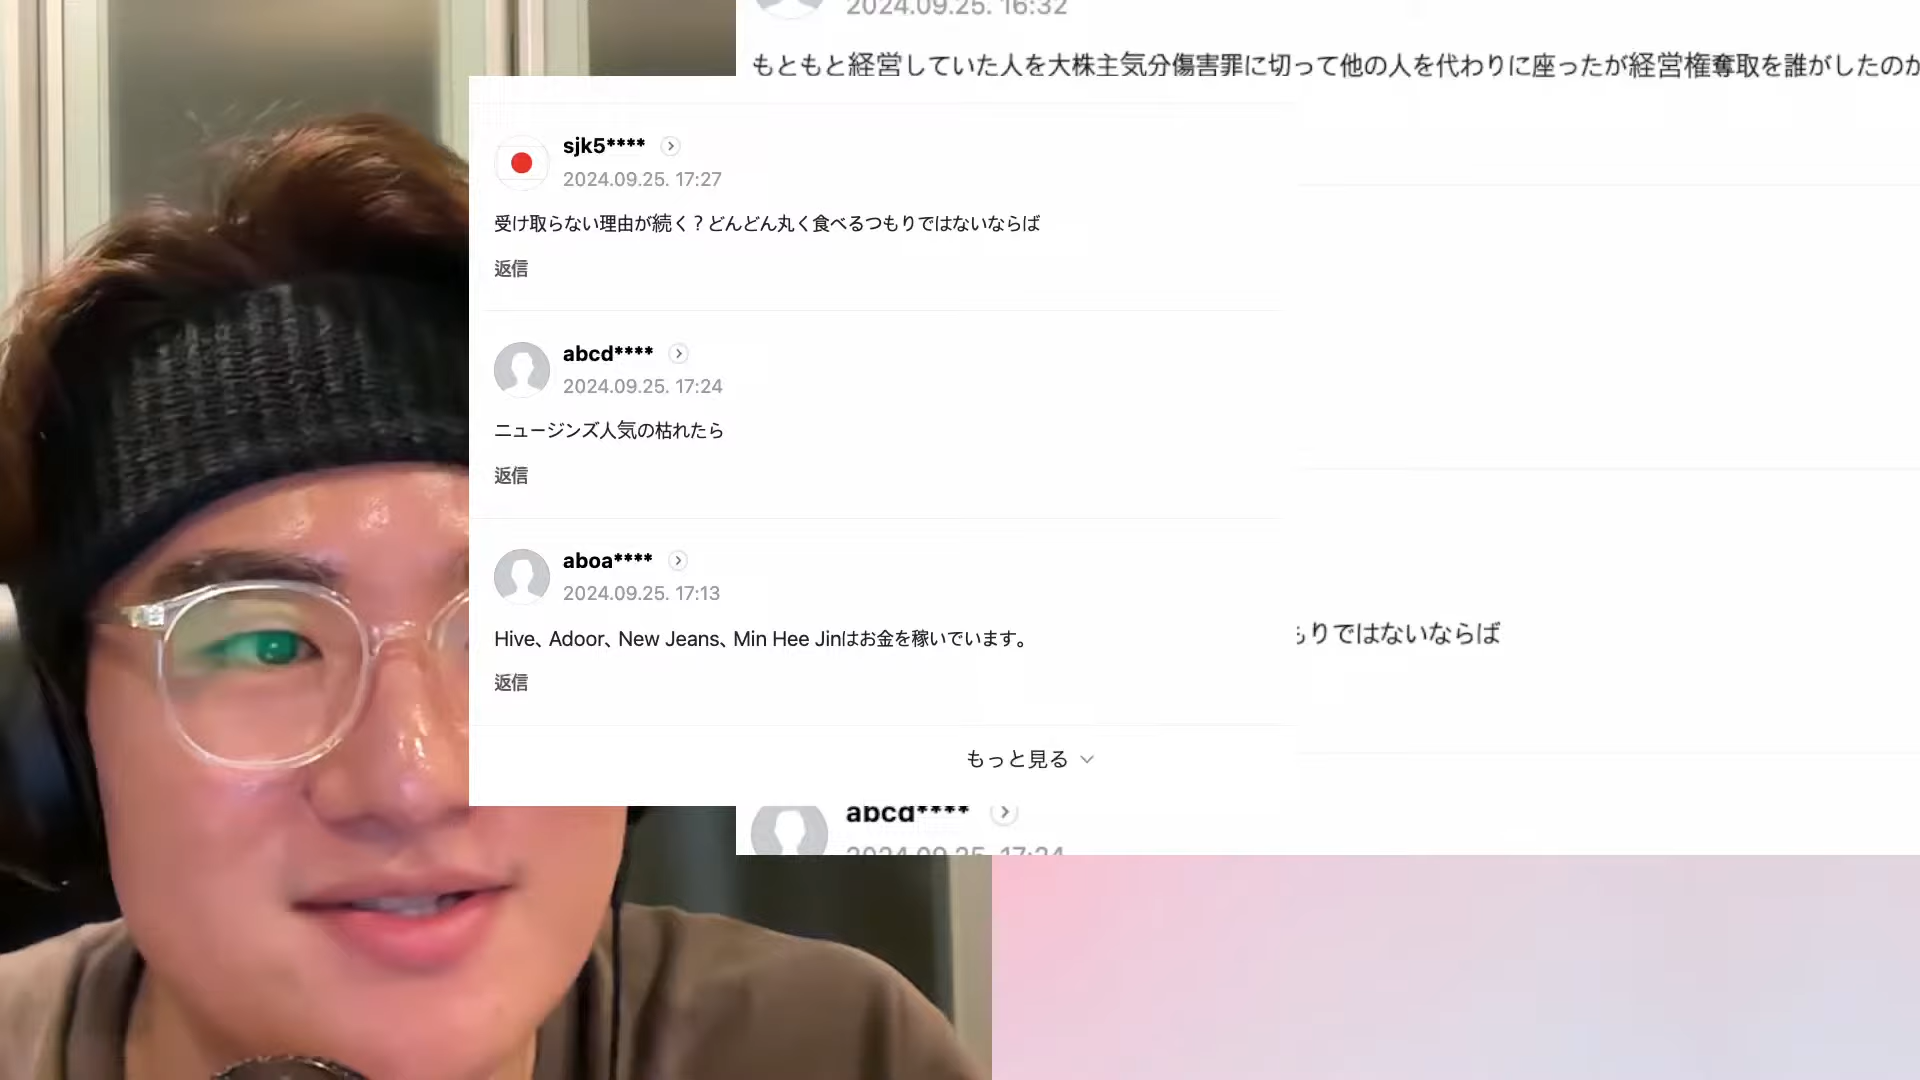 2024.09.25. 16:32
もともと経営していた人を大株主気分傷害罪に切って他の人を代わりに座ったが経営権奪取を誰がしたのか
sjk5****
2024.09.25. 17:27
受け取らない理由が続く？どんどん丸く食べるつもりではないならば
返信
abcd****
2024.09.25. 17:24
ニュージンズ人気の枯れたら
返信
aboa****
2024.09.25. 17:13
Hive、Adoor、New Jeans、Min Hee Jinはお金を稼いでいます。
返信
もっと見る
もりではないならば
abcd****
2024.09.25. 17:24